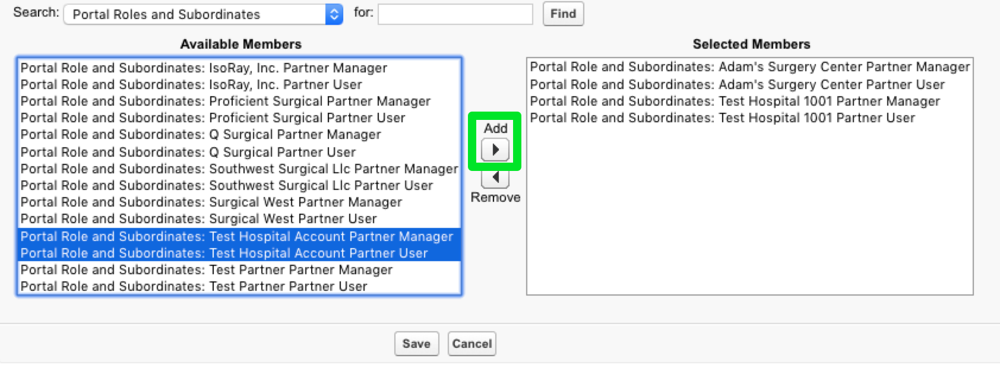 Search: Portal Roles and Subordinates for: Find
Available Members
Portal Role and Subordinates: IsoRay, Inc. Partner Manager
Portal Role and Subordinates: IsoRay, Inc. Partner User
Portal Role and Subordinates: Proficient Surgical Partner Manager
Portal Role and Subordinates: Proficient Surgical Partner User
Portal Role and Subordinates: Q Surgical Partner Manager
Portal Role and Subordinates: Q Surgical Partner User
Portal Role and Subordinates: Southwest Surgical Llc Partner Manager
Portal Role and Subordinates: Southwest Surgical Llc Partner User
Portal Role and Subordinates: Surgical West Partner Manager
Portal Role and Subordinates: Surgical West Partner User
Portal Role and Subordinates: Test Hospital Account Partner Manager
Portal Role and Subordinates: Test Hospital Account Partner User
Portal Role and Subordinates: Test Partner Partner Manager
Portal Role and Subordinates: Test Partner Partner User
Add
Remove
Selected Members
Portal Role and Subordinates: Adam's Surgery Center Partner Manager
Portal Role and Subordinates: Adam's Surgery Center Partner User
Portal Role and Subordinates: Test Hospital 1001 Partner Manager
Portal Role and Subordinates: Test Hospital 1001 Partner User
Save Cancel